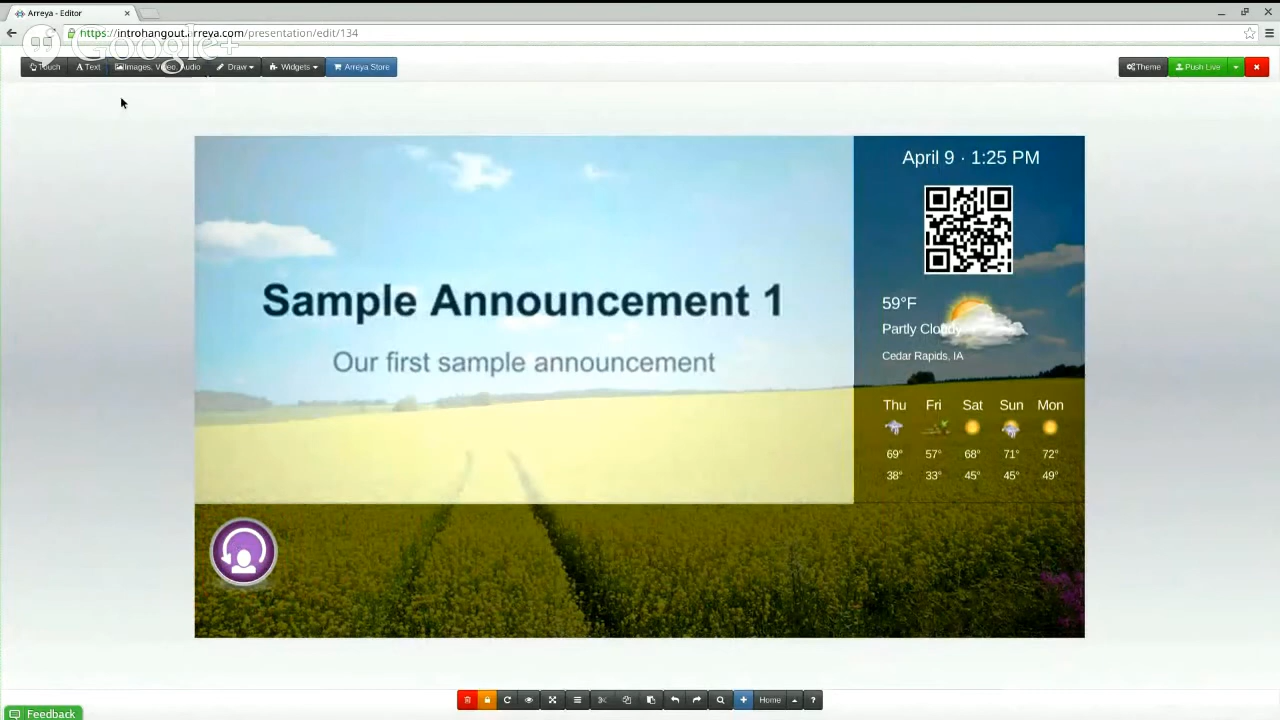 Arreya - Editor
https://introhangout.arreya.com/presentation/edit/134
Google+
Touch
Text
Images, Video, Audio
Draw
Widgets
Arreya Store
Theme
Push Live
April 9 · 1:25 PM
Sample Announcement 1
Our first sample announcement
59°F
Partly Cloudy
Cedar Rapids, IA
Thu Fri Sat Sun Mon
69° 57° 68° 71° 72°
38° 33° 45° 45° 49°
Home
?
Feedback